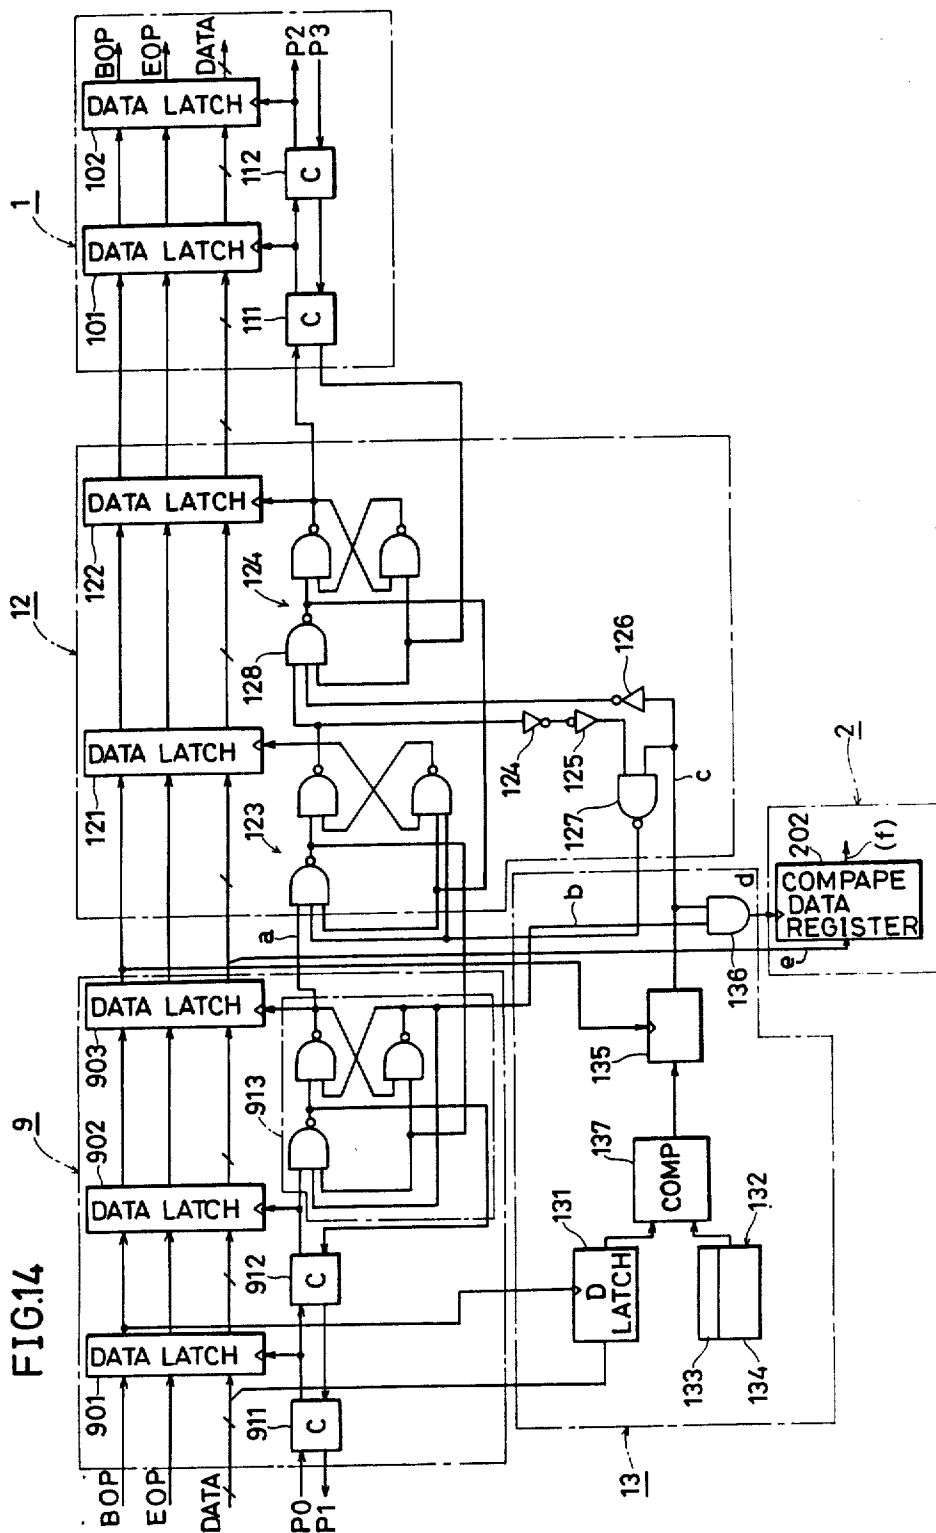 FIG.14
9
12
1
901
902
903
121
122
101
102
BOP
EOP
DATA
DATA LATCH
DATA LATCH
DATA LATCH
DATA LATCH
DATA LATCH
DATA LATCH
DATA LATCH
BOP
EOP
DATA
P0
P1
911
C
912
C
913
a
123
128
124
111
C
112
C
P2
P3
124
125
126
127
b
c
13
131
D
LATCH
133
134
132
137
COMP
135
136
d
e
2
202
COMPAPE
DATA
REGISTER
(f)